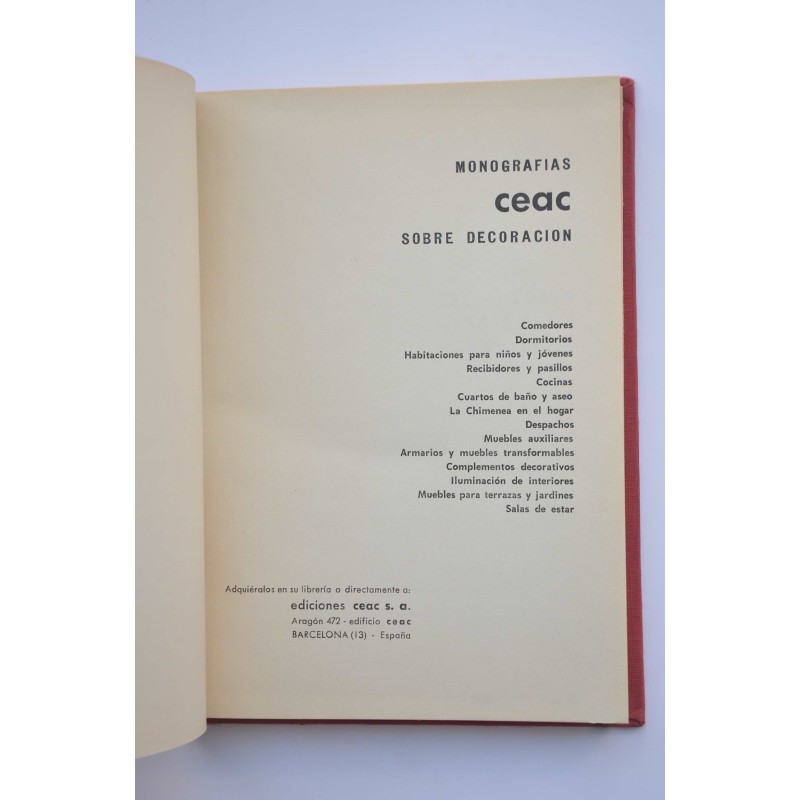 MONOGRAFIAS
ceac
SOBRE DECORACION
Comedores
Dormitorios
Habitaciones para niños y jóvenes
Recibidores y pasillos
Cocinas
Cuartos de baño y aseo
La Chimenea en el hogar
Despachos
Muebles auxiliares
Armarios y muebles transformables
Complementos decorativos
Iluminación de interiores
Muebles para terrazas y jardines
Salas de estar
Adquiéralos en su librería o directamente a:
ediciones ceac s. a.
Aragón 472 - edificio ceac
BARCELONA (13) - España